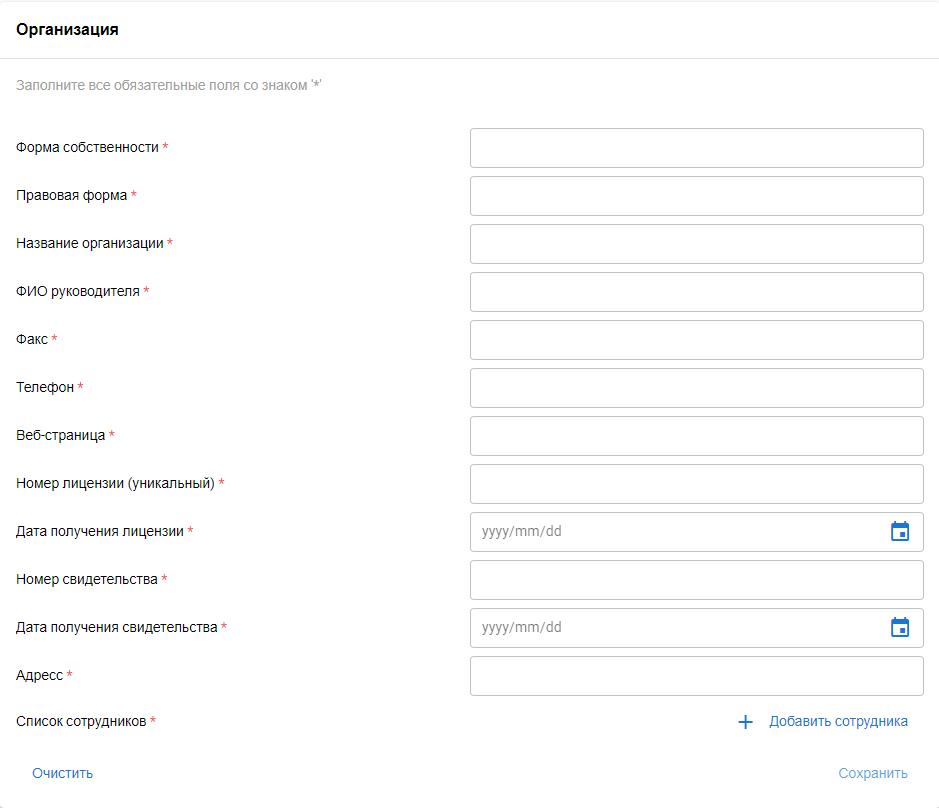 Организация
Заполните все обязательные поля со знаком '*'
Форма собственности *
Правовая форма *
Название организации *
ФИО руководителя *
Факс *
Телефон *
Веб-страница *
Номер лицензии (уникальный) *
Дата получения лицензии *
yyyy/mm/dd
Номер свидетельства *
Дата получения свидетельства *
yyyy/mm/dd
Адресс *
Список сотрудников *
+ Добавить сотрудника
Очистить
Сохранить